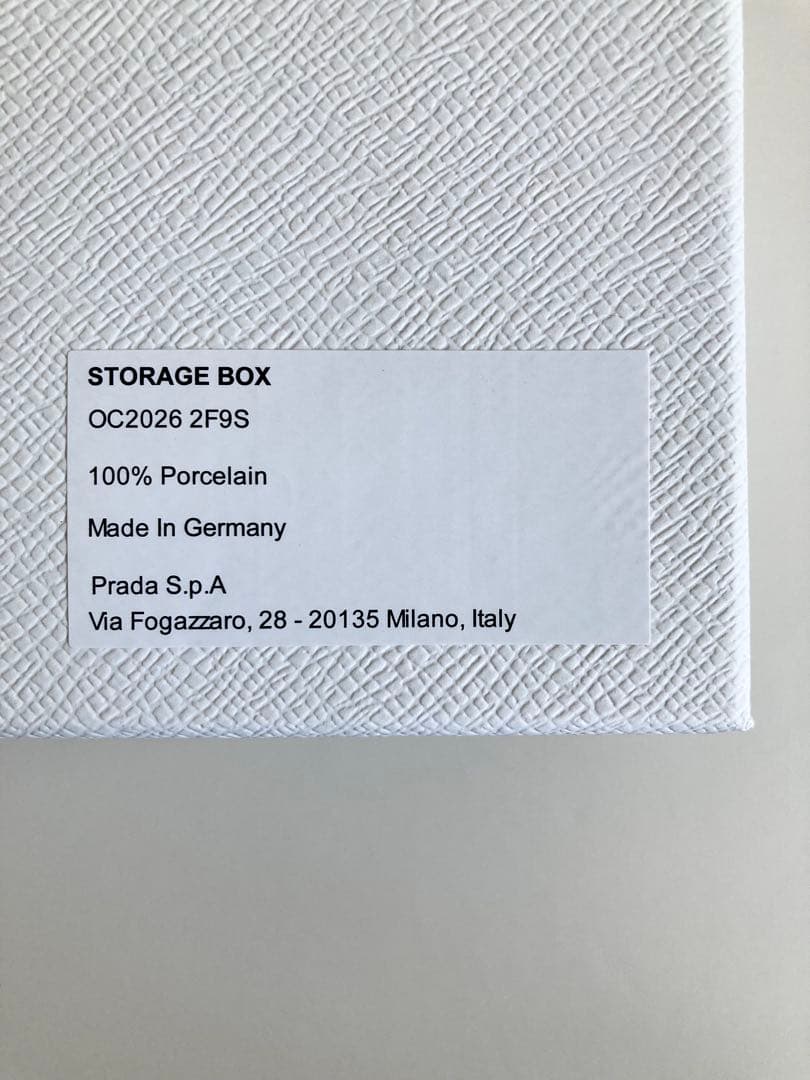 STORAGE BOX
OC2026 2F9S
100% Porcelain
Made In Germany
Prada S.p.A
Via Fogazzaro, 28 - 20135 Milano, Italy